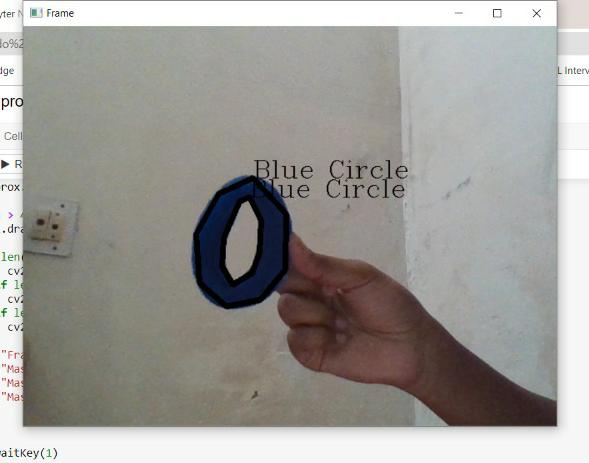 Frame
yter N
do%2
dge
L Interv
pro
Cell
R
rox.
>
.dra
len(
cv2
f le
cv2
f le
cv2
"Fra
"Mas
"Mas
"Mas
aitKey(1)
Blue Circle
Blue Circle